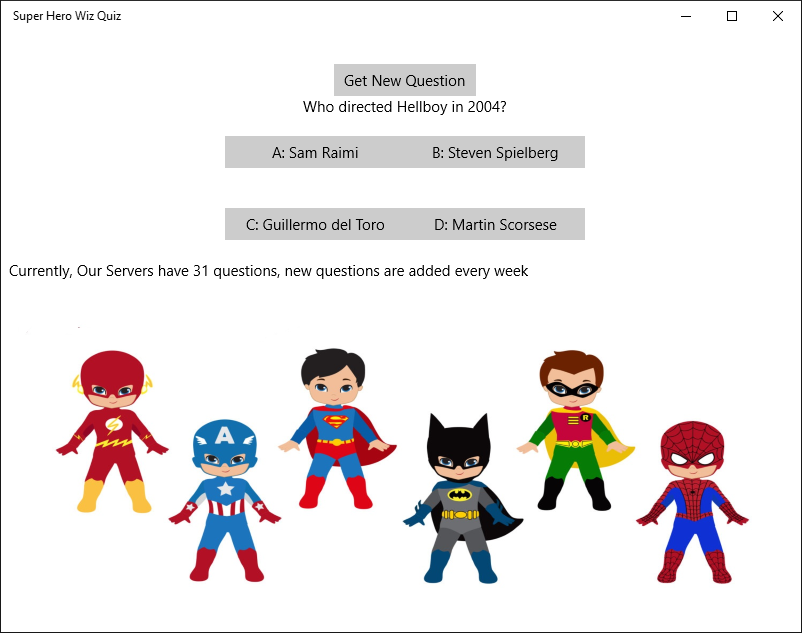 Super Hero Wiz Quiz
Get New Question
Who directed Hellboy in 2004?
A: Sam Raimi B: Steven Spielberg
C: Guillermo del Toro D: Martin Scorsese
Currently, Our Servers have 31 questions, new questions are added every week
A
S
R